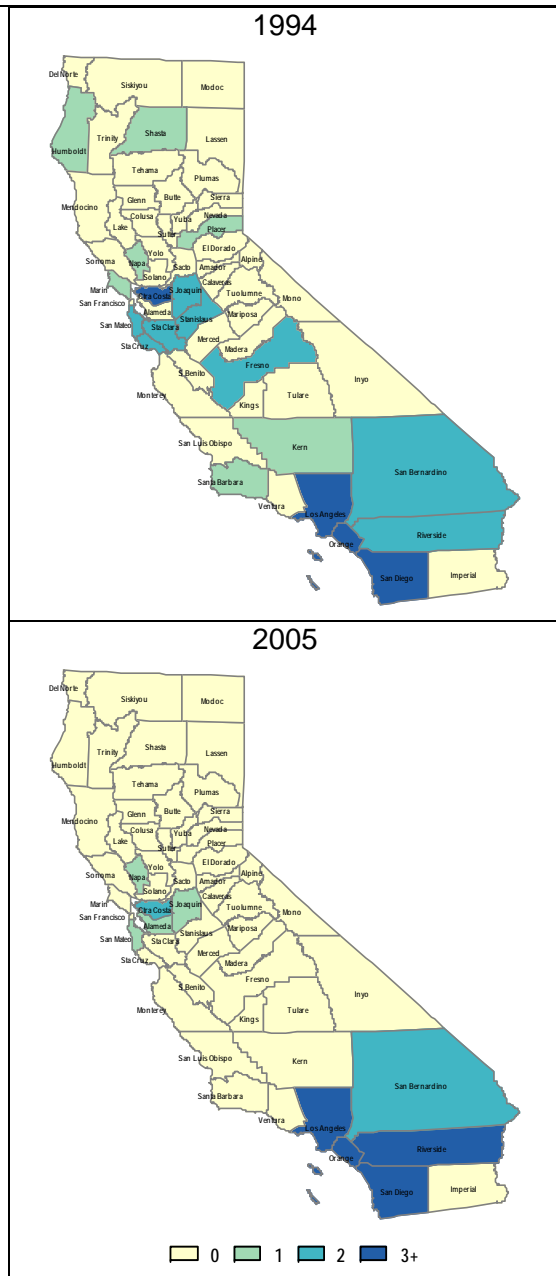 1994
Del Norte
Siskiyou
Modoc
Humboldt
Trinity
Shasta
Lassen
Tehama
Plumas
Mendocino
Glenn
Butte
Sierra
Lake
Colusa
Yuba
Nevada
Sutter
Placer
Sonoma
Napa
Yolo
El Dorado
Alpine
Solano
Sacto
Amador
Marin
Ctra Costa
S Joaquin
Calaveras
Tuolumne
Mono
San Francisco
Alameda
Stanislaus
Mariposa
San Mateo
Sta Clara
Merced
Madera
Sta Cruz
S.Benito
Fresno
Inyo
Monterey
Kings
Tulare
San Luis Obispo
Kern
San Bernardino
Santa Barbara
Ventura
Los Angeles
Orange
Riverside
San Diego
Imperial
2005
Del Norte
Siskiyou
Modoc
Humboldt
Trinity
Shasta
Lassen
Tehama
Plumas
Mendocino
Glenn
Butte
Sierra
Lake
Colusa
Yuba
Nevada
Sutter
Placer
Sonoma
Napa
Yolo
El Dorado
Alpine
Solano
Sacto
Amador
Marin
Ctra Costa
S Joaquin
Calaveras
Tuolumne
Mono
San Francisco
Alameda
Stanislaus
Mariposa
San Mateo
Sta Clara
Merced
Madera
Sta Cruz
S.Benito
Fresno
Inyo
Monterey
Kings
Tulare
San Luis Obispo
Kern
San Bernardino
Santa Barbara
Ventura
Los Angeles
Orange
Riverside
San Diego
Imperial
0 1 2 3+